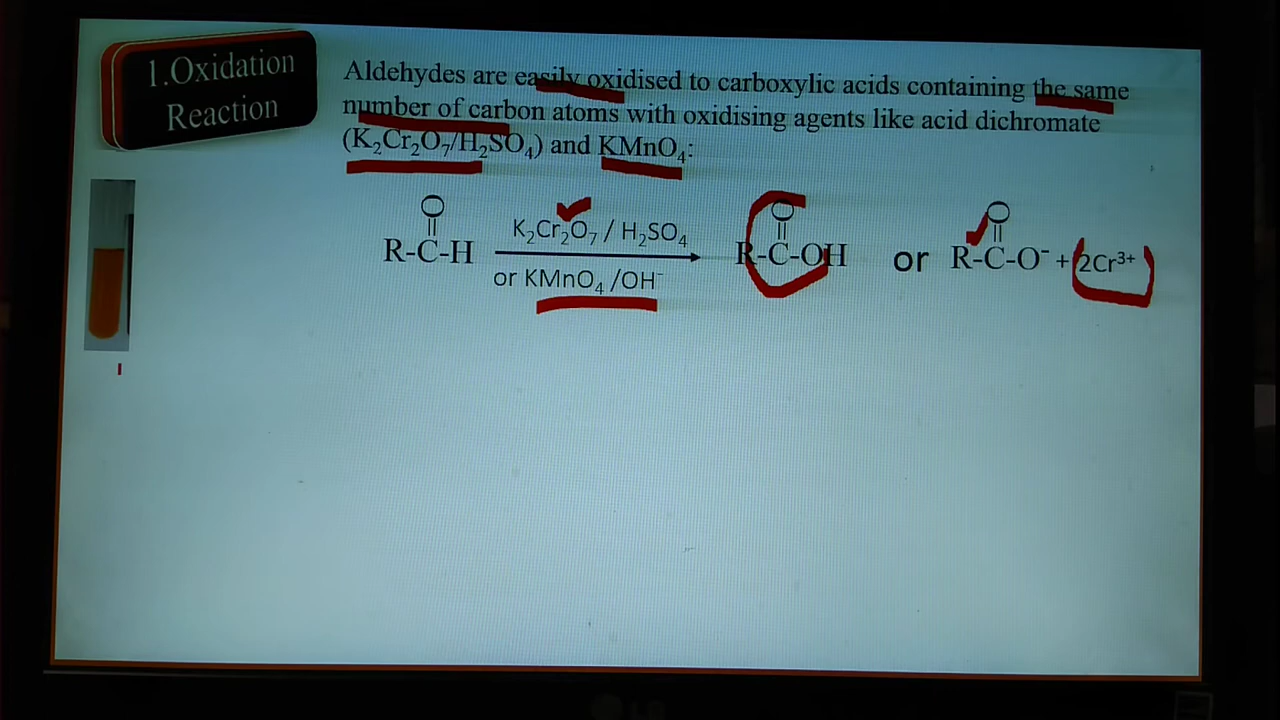 1.Oxidation
Reaction
Aldehydes are easily oxidised to carboxylic acids containing the same
number of carbon atoms with oxidising agents like acid dichromate
(K₂Cr₂O₇/H₂SO₄) and KMnO₄:
O O O
R-C-H K₂Cr₂O₇ / H₂SO₄ R-C-OH or R-C-O⁻ + 2Cr³⁺
or KMnO₄ /OH⁻
LG